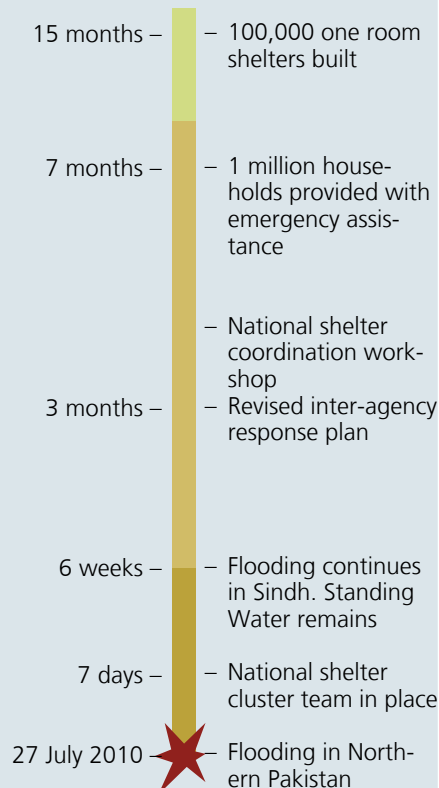 15 months – – 100,000 one room
shelters built
7 months – – 1 million house-
holds provided with
emergency assis-
tance
– National shelter
coordination work-
shop
3 months – – Revised inter-agency
response plan
6 weeks – – Flooding continues
in Sindh. Standing
Water remains
7 days – – National shelter
cluster team in place
27 July 2010 – – Flooding in North-
ern Pakistan